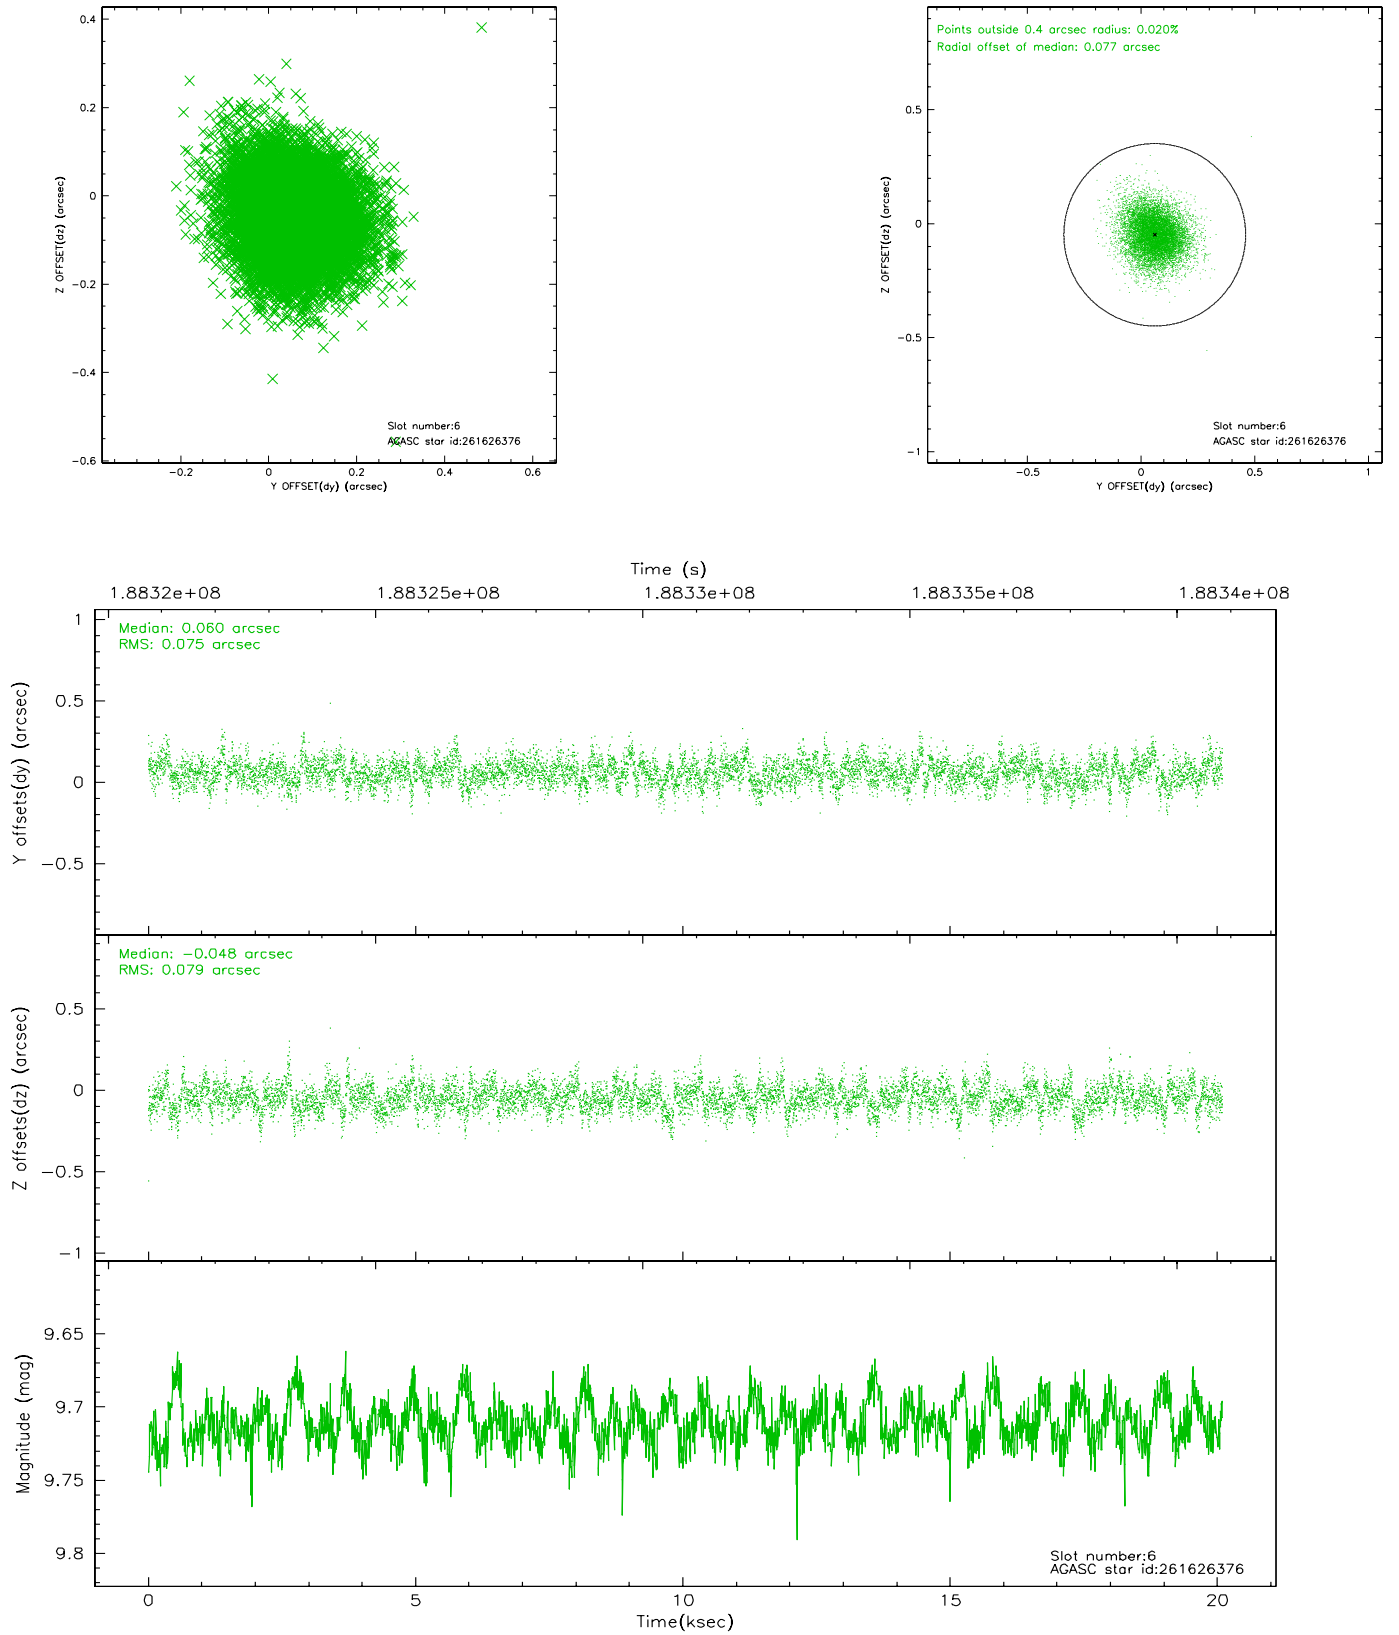 0.4
0.2
0
−0.2
−0.4
−0.6
Z OFFSET(dz) (arcsec)
Slot number:6
AGASC star id:261626376
−0.2
0
0.2
0.4
0.6
Y OFFSET(dy) (arcsec)
Points outside 0.4 arcsec radius: 0.020%
Radial offset of median: 0.077 arcsec
0.5
0
−0.5
−1
Z OFFSET(dz) (arcsec)
Slot number:6
AGASC star id:261626376
−0.5
0
0.5
1
Y OFFSET(dy) (arcsec)
Time (s)
1.8832e+08
1.88325e+08
1.8833e+08
1.88335e+08
1.8834e+08
Median: 0.060 arcsec
RMS: 0.075 arcsec
1
0.5
0
−0.5
Y offsets(dy) (arcsec)
Median: −0.048 arcsec
RMS: 0.079 arcsec
0.5
0
−0.5
−1
Z offsets(dz) (arcsec)
9.65
9.7
9.75
9.8
Magnitude (mag)
Slot number:6
AGASC star id:261626376
0
5
10
15
20
Time(ksec)